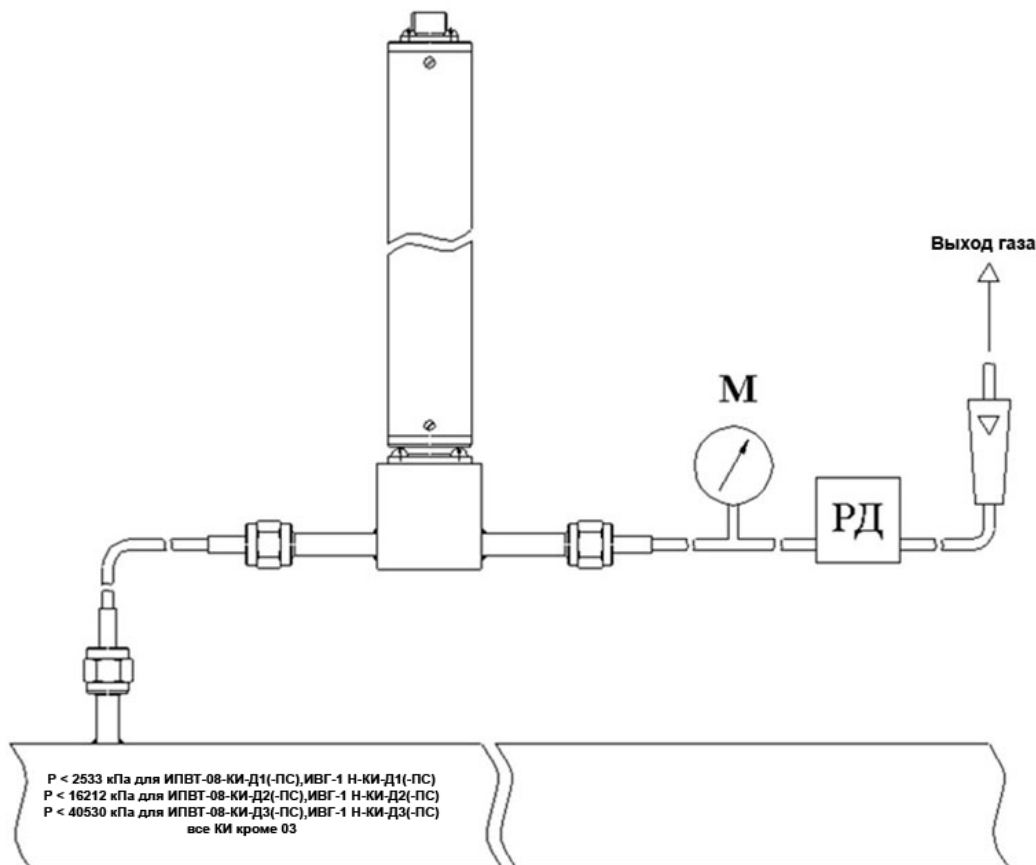 Выход газа
М
РД
P < 2533 кПа для ИПВТ-08-КИ-Д1(-ПС),ИВГ-1 Н-КИ-Д1(-ПС)
P < 16212 кПа для ИПВТ-08-КИ-Д2(-ПС),ИВГ-1 Н-КИ-Д2(-ПС)
P < 40530 кПа для ИПВТ-08-КИ-Д3(-ПС),ИВГ-1 Н-КИ-Д3(-ПС)
все КИ кроме 03